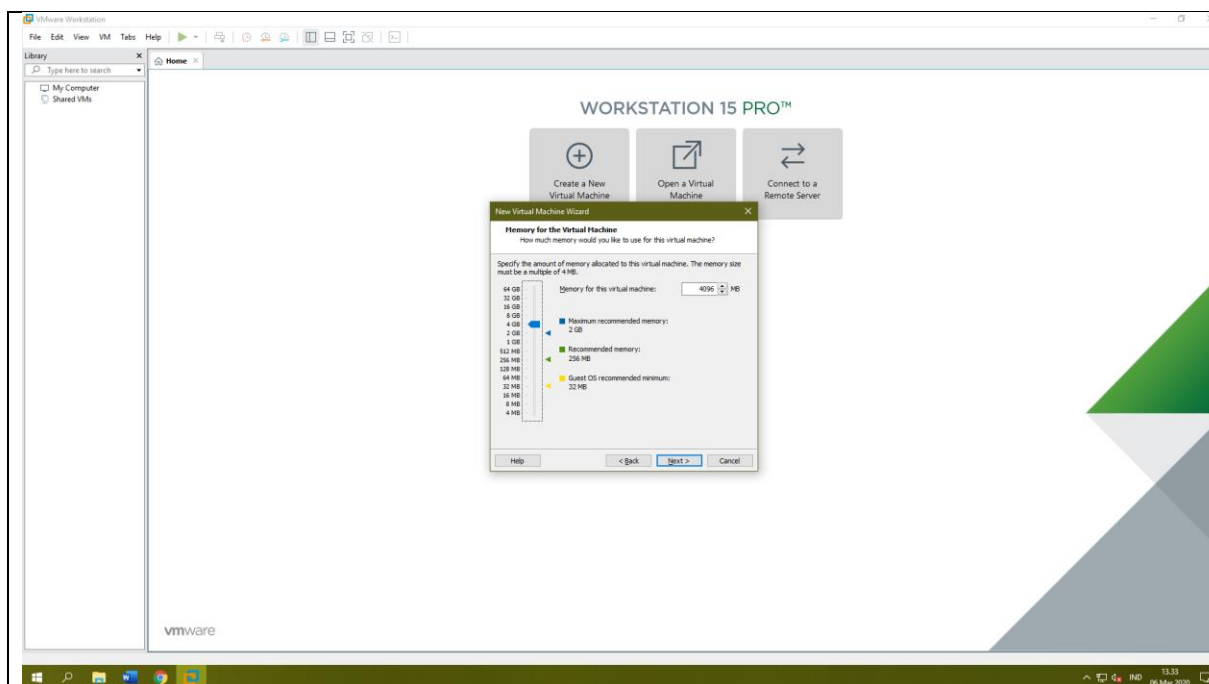 VMware Workstation
File Edit View VM Tabs Help
Library
Type here to search
My Computer
Shared VMs
Home
WORKSTATION 15 PRO™
Create a New
Virtual Machine
Open a Virtual
Machine
Connect to a
Remote Server
New Virtual Machine Wizard
Memory for the Virtual Machine
How much memory would you like to use for this virtual machine?
Specify the amount of memory allocated to this virtual machine. The memory size
must be a multiple of 4 MB.
64 GB
32 GB
16 GB
8 GB
4 GB
2 GB
1 GB
512 MB
256 MB
128 MB
64 MB
32 MB
16 MB
8 MB
4 MB
Memory for this virtual machine: 4096 MB
Maximum recommended memory:
2 GB
Recommended memory:
256 MB
Guest OS recommended minimum:
32 MB
Help < Back Next > Cancel
vmware
IND
13.33
06 Mar 2020